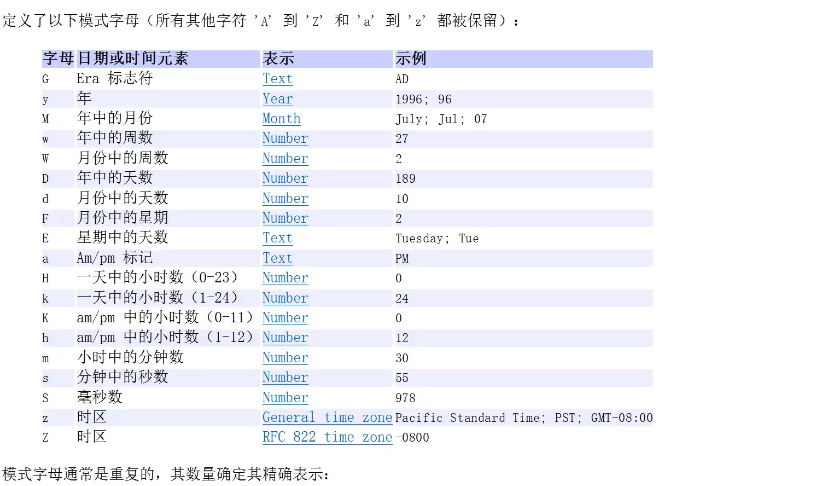 定义了以下模式字母（所有其他字符 'A' 到 'Z' 和 'a' 到 'z' 都被保留）:
字母 日期或时间元素 表示 示例
G Era 标志符 Text AD
y 年 Year 1996; 96
M 年中的月份 Month July; Jul; 07
w 年中的周数 Number 27
W 月份中的周数 Number 2
D 年中的天数 Number 189
d 月份中的天数 Number 10
F 月份中的星期 Number 2
E 星期中的天数 Text Tuesday; Tue
a Am/pm 标记 Text PM
H 一天中的小时数（0-23） Number 0
k 一天中的小时数（1-24） Number 24
K am/pm 中的小时数（0-11） Number 0
h am/pm 中的小时数（1-12） Number 12
m 小时中的分钟数 Number 30
s 分钟中的秒数 Number 55
S 毫秒数 Number 978
z 时区 General time zone Pacific Standard Time; PST; GMT-08:00
Z 时区 RFC 822 time zone -0800
模式字母通常是重复的，其数量确定其精确表示: